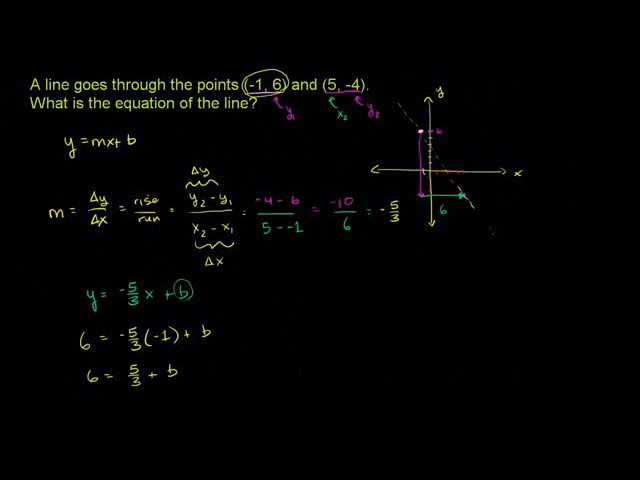 A line goes through the points (-1, 6) and (5, -4).
What is the equation of the line?
y₁ x₂ y₂
y
y = mx + b
6
x
Δy
m = Δy/Δx = rise/run = (y₂ - y₁)/(x₂ - x₁) = (-4 - 6)/(5 - -1) = -10/6 = -5/3
6
Δx
y = -5/3 x + b
6 = -5/3 (-1) + b
6 = 5/3 + b